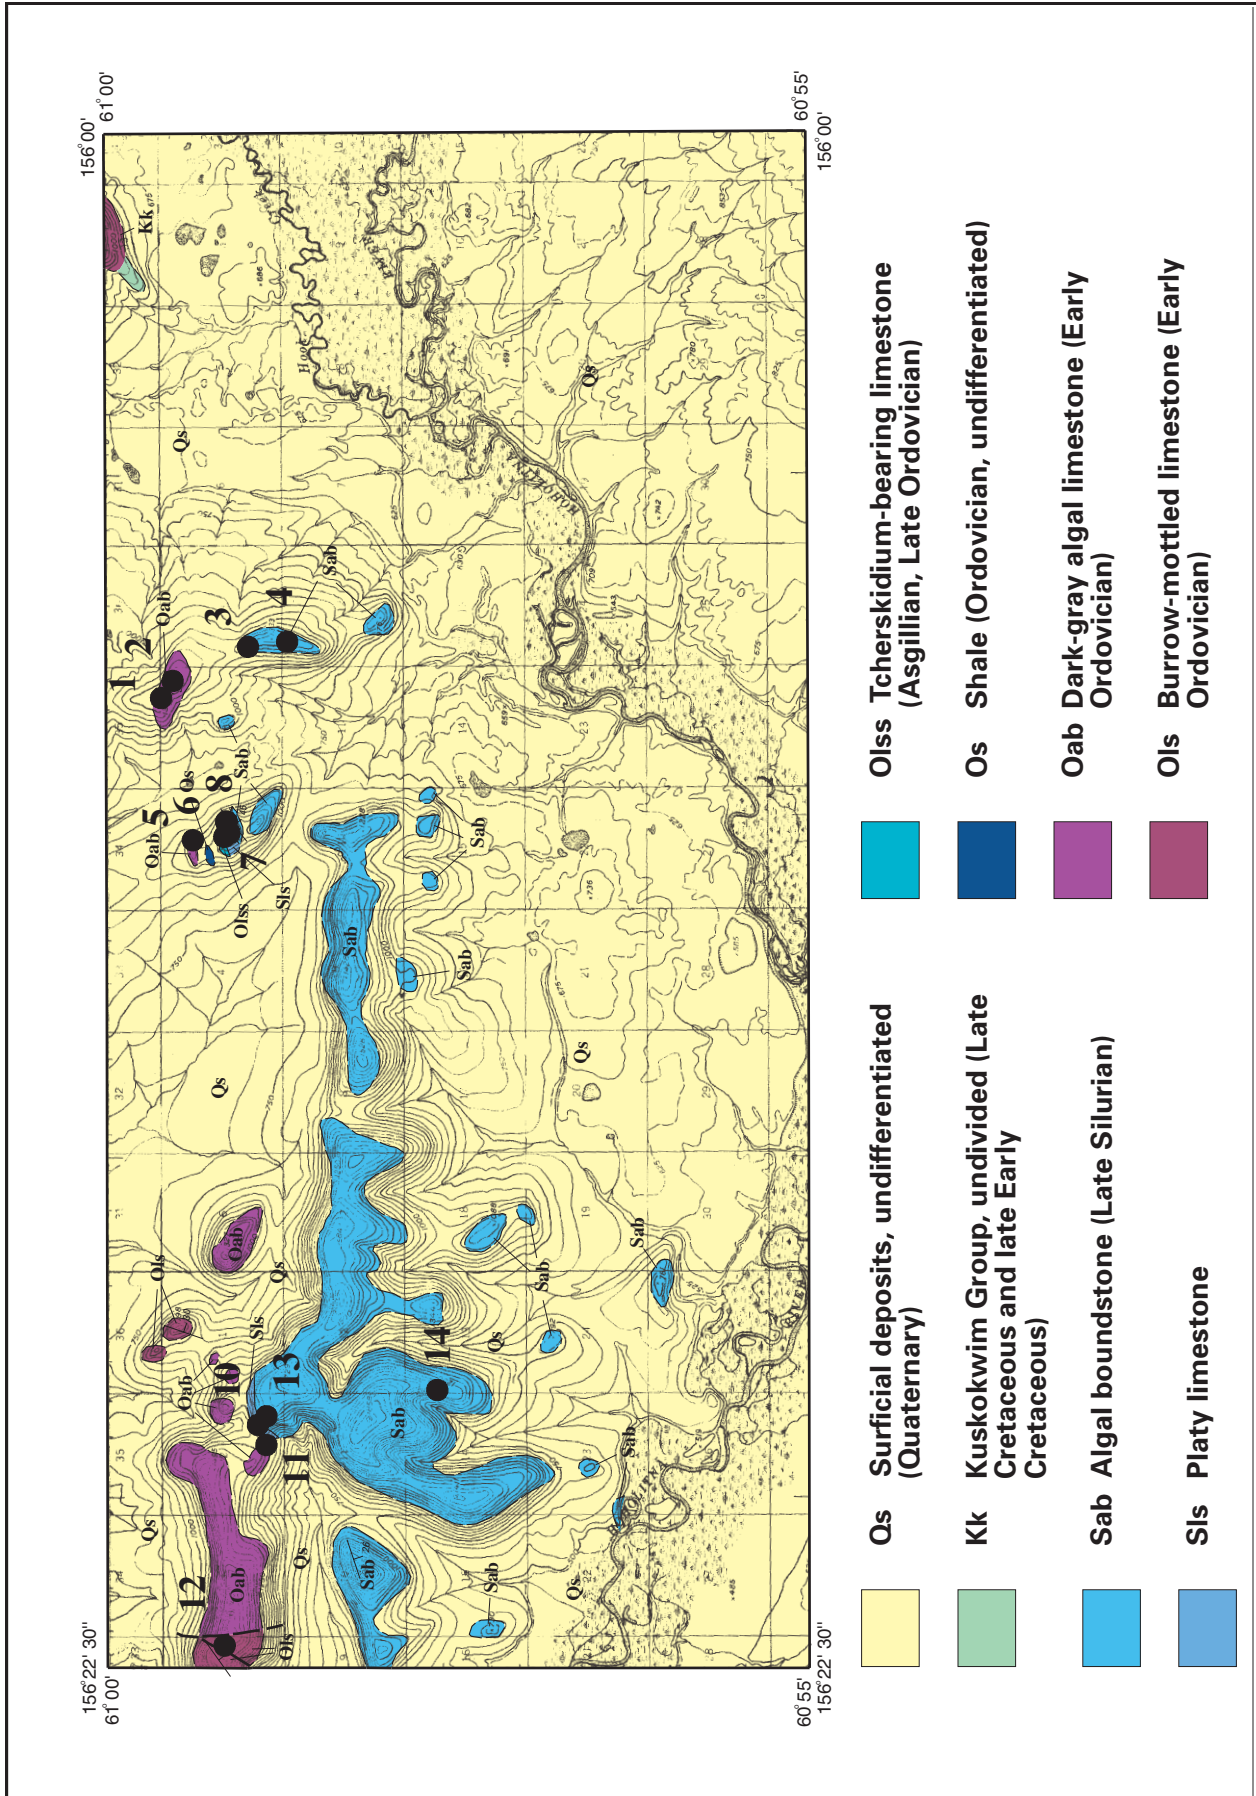 156° 22' 30"
61° 00'
156° 00'
61° 00'
60° 55'
156° 22' 30"
60° 55'
156° 00'
12
Qs
Oab
Ols
Qs
Sab
Sab
Qs
Oab
10
11
Sls
13
14
Sab
Sab
Ols
Oab
Qs
Qs
Sab
Sab
Qs
Qs
Sab
Sab
Sab
Oab
5
6
Os
8
7
Olss
Sls
Sab
1
2
Oab
3
4
Sab
Qs
Qs
Kk
Hook
Creek
RIVER
HOHOLITNA
RIVER
Qs Surficial deposits, undifferentiated
(Quaternary)
Kk Kuskokwim Group, undivided (Late
Cretaceous and late Early
Cretaceous)
Sab Algal boundstone (Late Silurian)
Sls Platy limestone
Olss Tcherskidium-bearing limestone
(Asgillian, Late Ordovician)
Os Shale (Ordovician, undifferentiated)
Oab Dark-gray algal limestone (Early
Ordovician)
Ols Burrow-mottled limestone (Early
Ordovician)